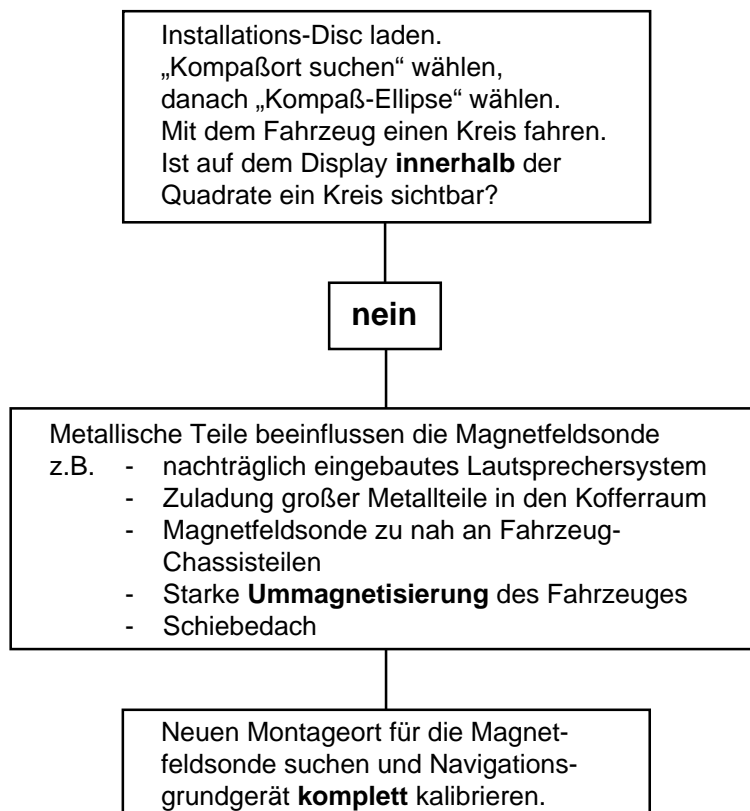 Installations-Disc laden.
„Kompaßort suchen“ wählen,
danach „Kompaß-Ellipse“ wählen.
Mit dem Fahrzeug einen Kreis fahren.
Ist auf dem Display innerhalb der
Quadrate ein Kreis sichtbar?
nein
Metallische Teile beeinflussen die Magnetfeldsonde
z.B. - nachträglich eingebautes Lautsprechersystem
- Zuladung großer Metallteile in den Kofferraum
- Magnetfeldsonde zu nah an Fahrzeug-
Chassisteilen
- Starke Ummagnetisierung des Fahrzeuges
- Schiebedach
Neuen Montageort für die Magnet-
feldsonde suchen und Navigations-
grundgerät komplett kalibrieren.